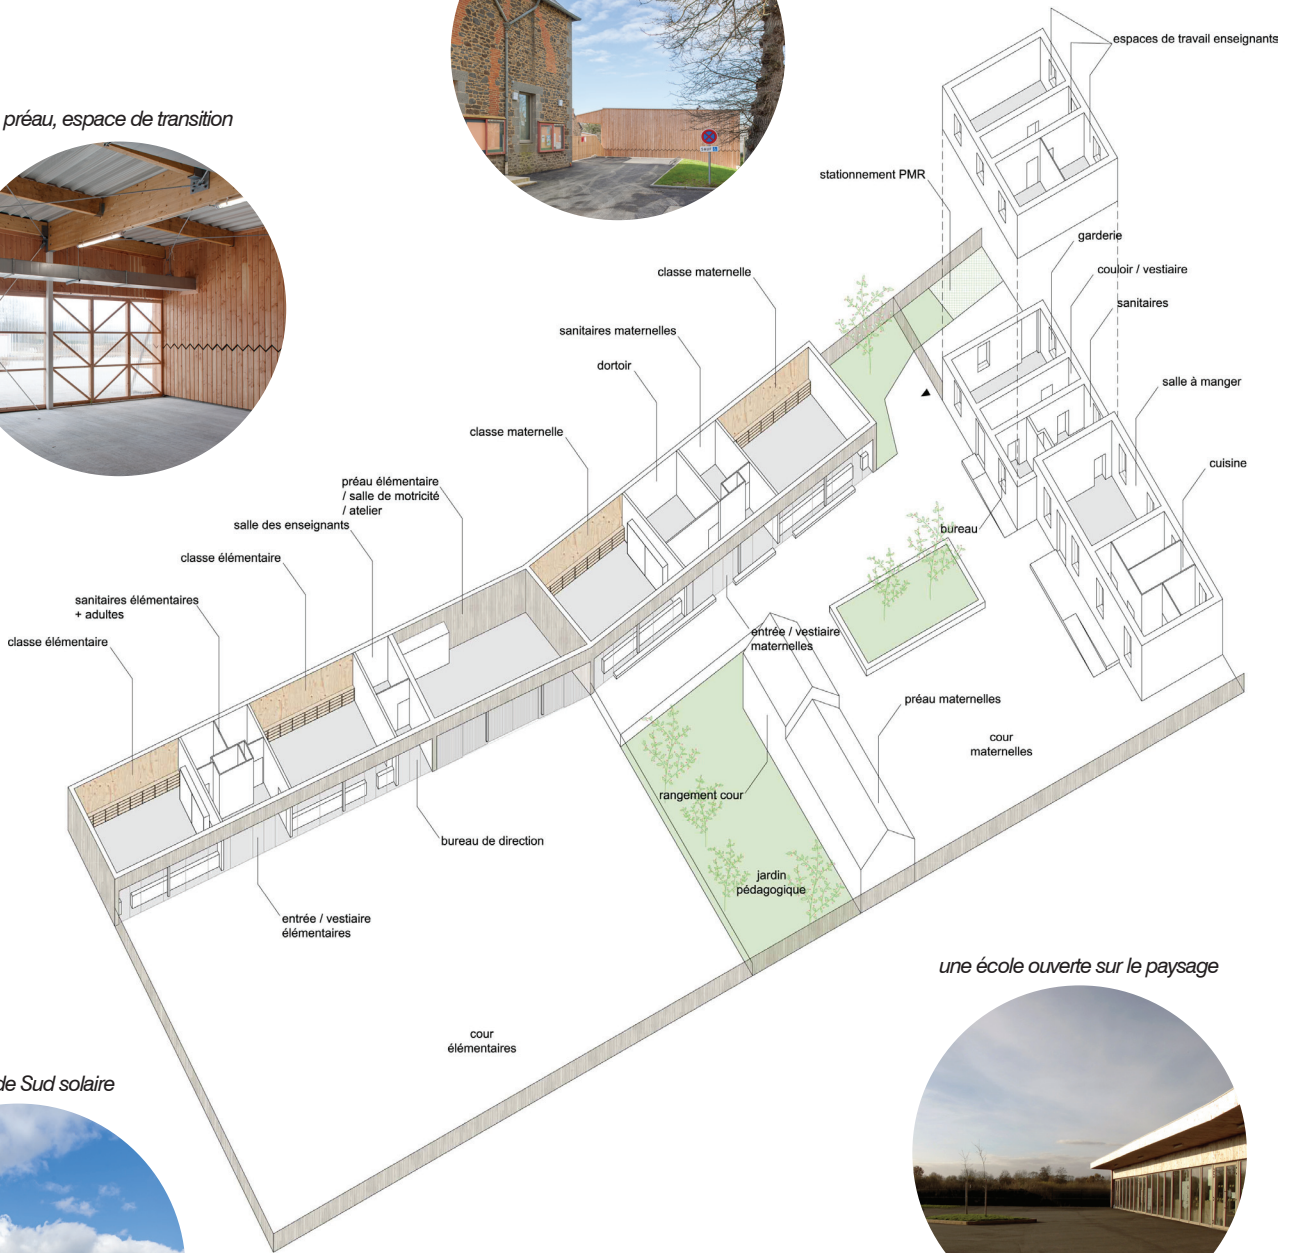 espaces de travail enseignants
préau, espace de transition
stationnement PMR
garderie
couloir / vestiaire
classe maternelle
sanitaires
sanitaires maternelles
dortoir
salle à manger
classe maternelle
cuisine
préau élémentaire
/ salle de motricité
/ atelier
salle des enseignants
bureau
classe élémentaire
sanitaires élémentaires
+ adultes
entrée / vestiaire
maternelles
classe élémentaire
préau maternelles
cour
maternelles
rangement cour
bureau de direction
jardin
pédagogique
entrée / vestiaire
élémentaires
une école ouverte sur le paysage
cour
élémentaires
de Sud solaire